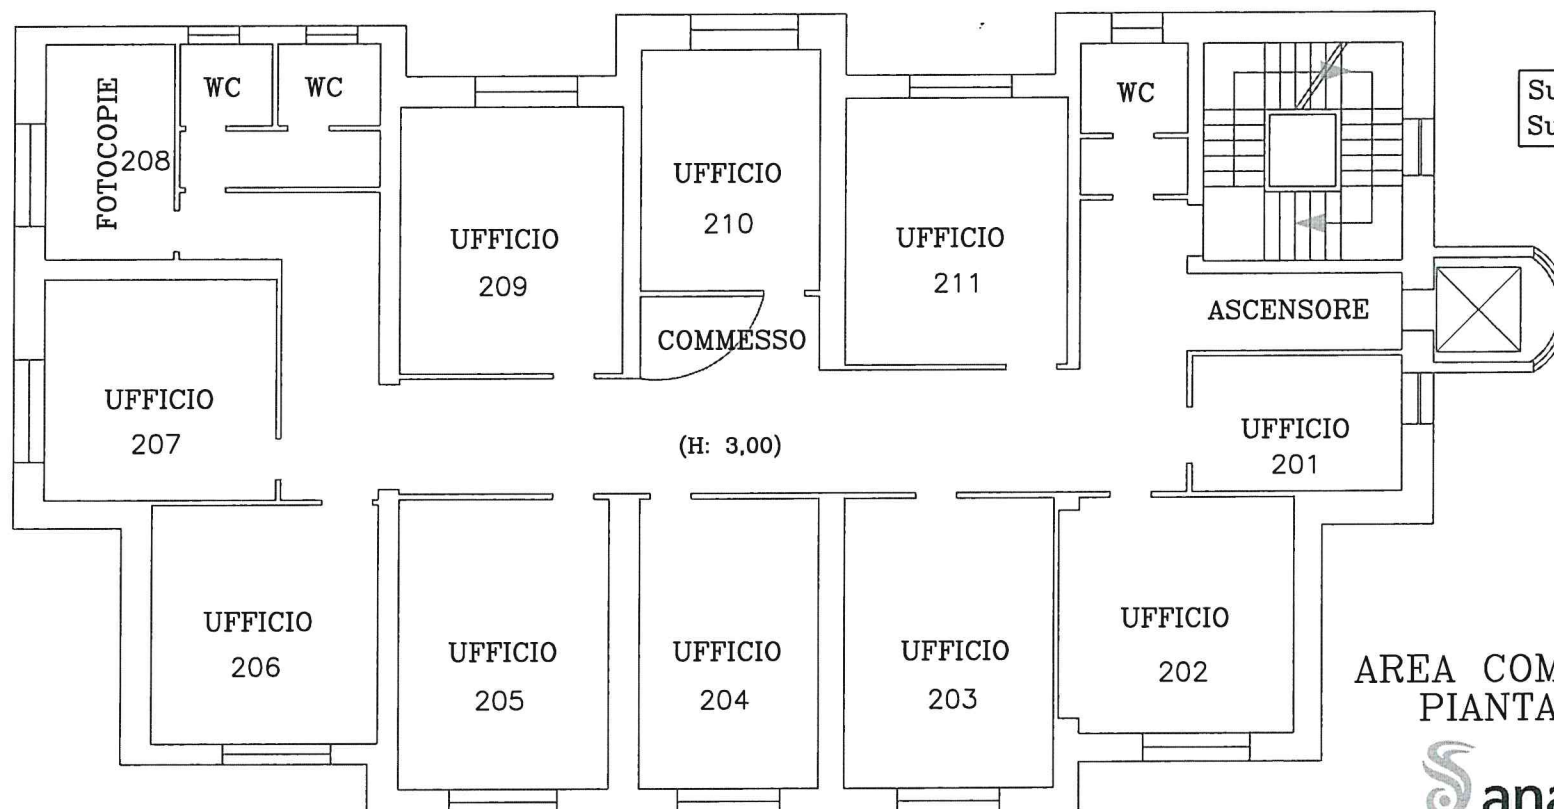 FOTOCOPIE
208
WC
WC
WC
UFFICIO
210
UFFICIO
209
UFFICIO
211
COMMESSO
ASCENSORE
UFFICIO
207
(H: 3,00)
UFFICIO
201
UFFICIO
206
UFFICIO
205
UFFICIO
204
UFFICIO
203
UFFICIO
202
AREA
PIANTA